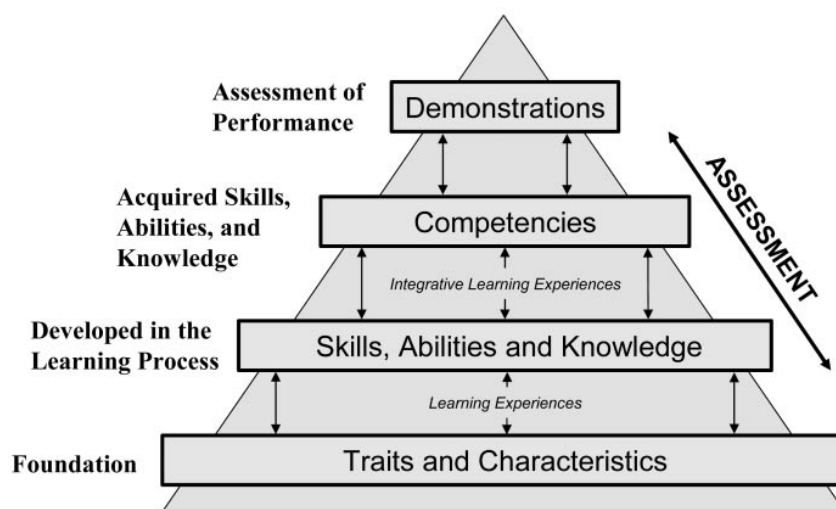 Assessment of
Performance
Demonstrations
Acquired Skills,
Abilities, and
Knowledge
Competencies
ASSESSMENT
Integrative Learning Experiences
Developed in the
Learning Process
Skills, Abilities and Knowledge
Learning Experiences
Foundation
Traits and Characteristics